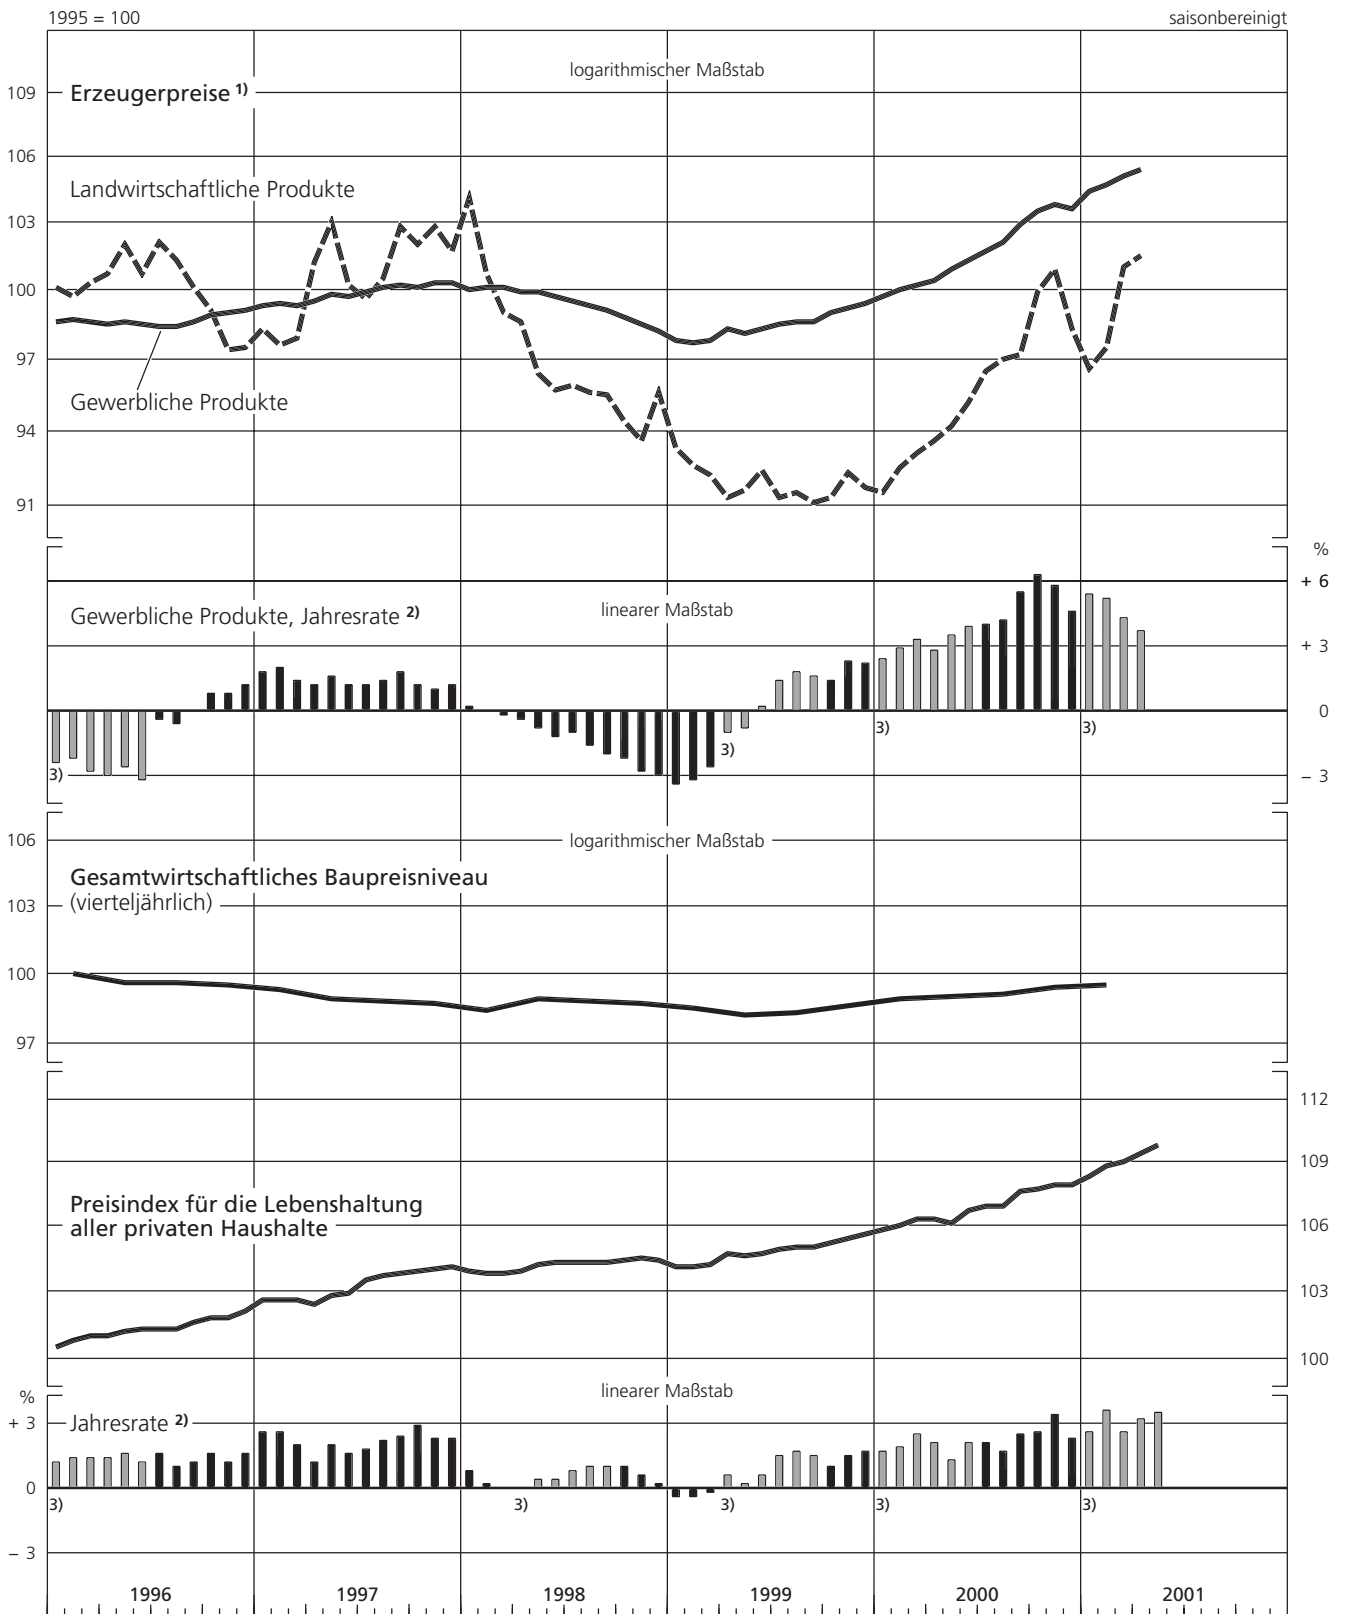 1995 = 100
saisonbereinigt
logarithmischer Maßstab
109
Erzeugerpreise 1)
106
Landwirtschaftliche Produkte
103
100
97
Gewerbliche Produkte
94
91
%
+ 6
Gewerbliche Produkte, Jahresrate 2)
linearer Maßstab
+ 3
0
3)
3)
3)
3)
– 3
106
logarithmischer Maßstab
Gesamtwirtschaftliches Baupreisniveau
(vierteljährlich)
103
100
97
112
109
Preisindex für die Lebenshaltung
aller privaten Haushalte
106
103
100
%
linearer Maßstab
+ 3
Jahresrate 2)
0
3)
3)
3)
3)
3)
– 3
1996
1997
1998
1999
2000
2001